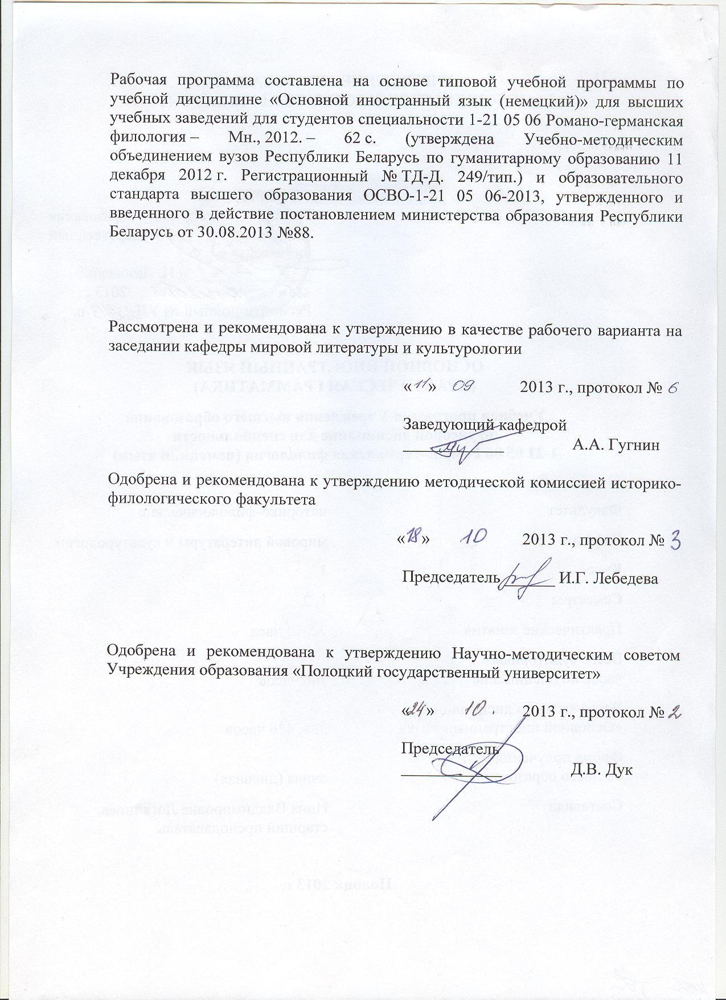 Рабочая программа составлена на основе типовой учебной программы по
учебной дисциплине «Основной иностранный язык (немецкий)» для высших
учебных заведений для студентов специальности 1-21 05 06 Романо-германская
филология – Мн., 2012. – 62 с. (утверждена Учебно-методическим
объединением вузов Республики Беларусь по гуманитарному образованию 11
декабря 2012 г. Регистрационный № ТД-Д. 249/тип.) и образовательного
стандарта высшего образования ОСВО-1-21 05 06-2013, утвержденного и
введенного в действие постановлением министерства образования Республики
Беларусь от 30.08.2013 №88.
Рассмотрена и рекомендована к утверждению в качестве рабочего варианта на
заседании кафедры мировой литературы и культурологии
«11» 09 2013 г., протокол № 6
Заведующий кафедрой
А.А. Гугнин
Одобрена и рекомендована к утверждению методической комиссией историко-
филологического факультета
«18» 10 2013 г., протокол № 3
Председатель И.Г. Лебедева
Одобрена и рекомендована к утверждению Научно-методическим советом
Учреждения образования «Полоцкий государственный университет»
«24» 10. 2013 г., протокол № 2
Председатель
Д.В. Дук